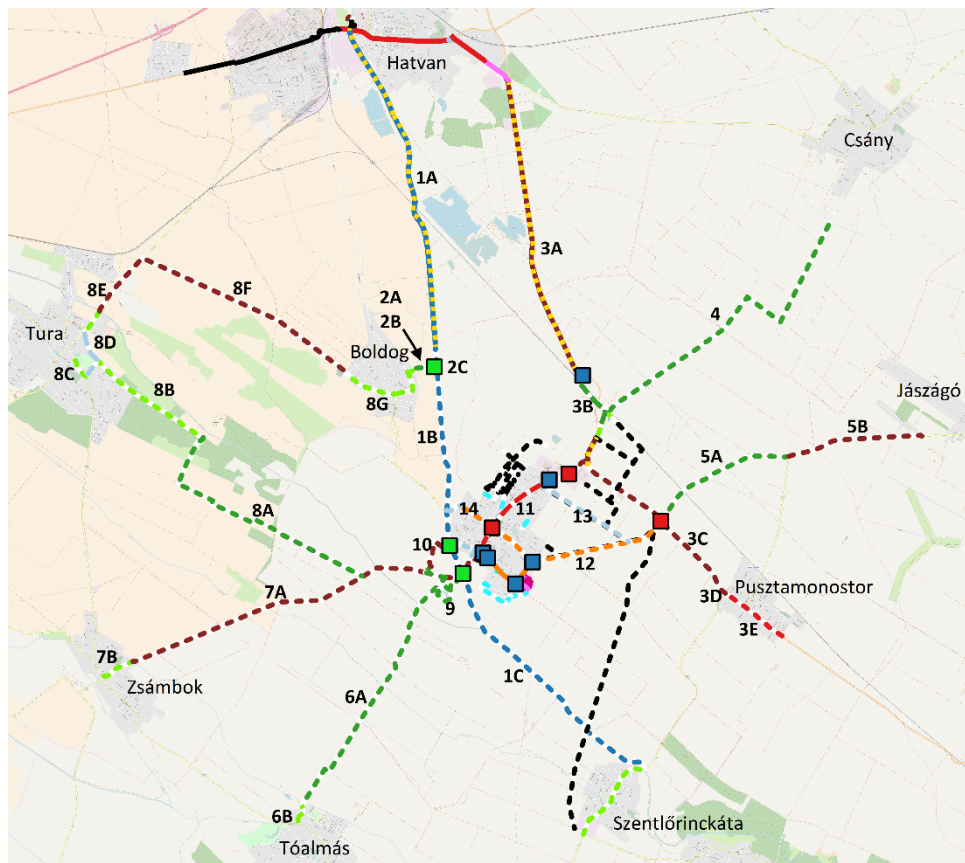 Hatvan
Csány
1A
3A
8E
8F
2A
4
Tura
8D
2B
Boldog
8C
2C
Jászágó
8B
8G
3B
5B
1B
5A
14
11
13
8A
10
3C
12
7A
9
Pusztamonostor
3D
3E
7B
Zsámbok
1C
6A
6B
Szentlőrinckáta
Tóalmás